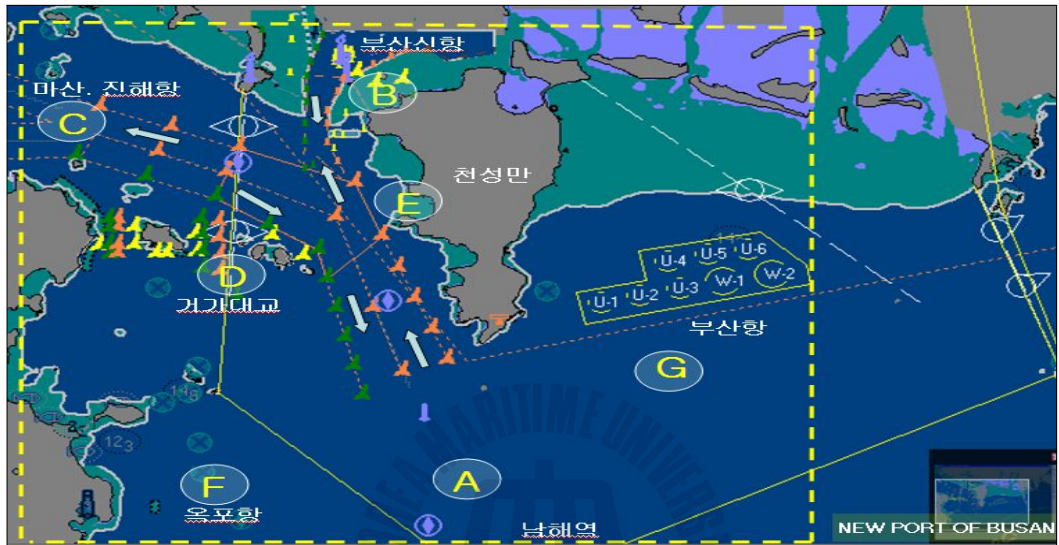 부산신항
마산. 진해항
B
C
천성만
E
U-4
U-5
U-6
D
U-1
U-2
U-3
W-1
W-2
거가대교
부산항
G
KOREA MARITIME UNIVERSITY
A
F
옥포항
남해역
NEW PORT OF BUSAN